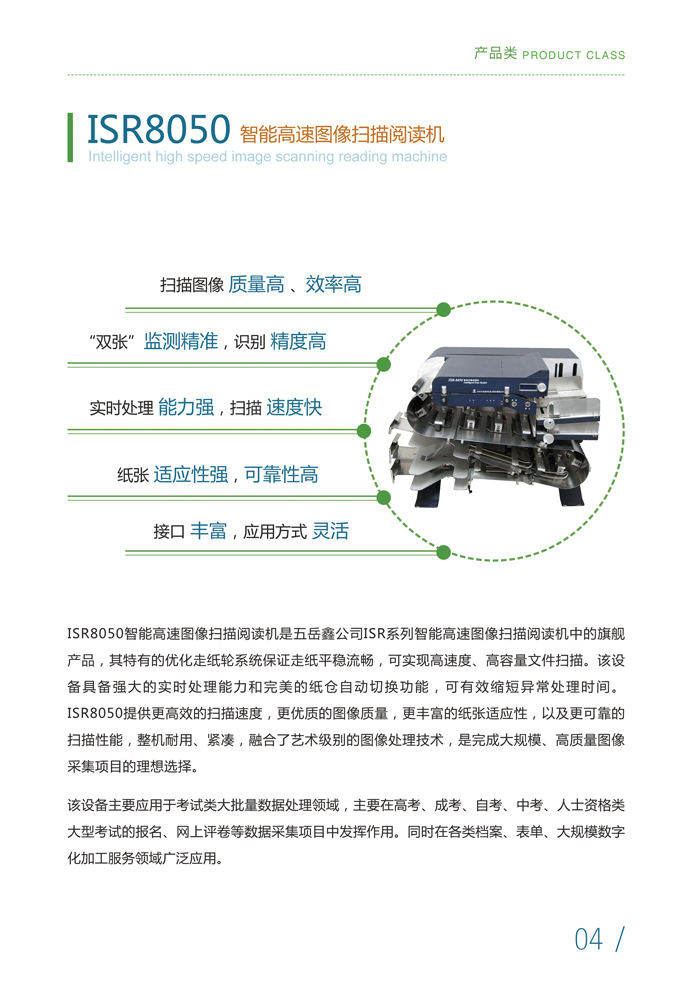 产品类 PRODUCT CLASS
ISR8050 智能高速图像扫描阅读机
Intelligent high speed image scanning reading machine
扫描图像 质量高 、效率高
“双张” 监测精准，识别 精度高
实时处理 能力强，扫描 速度快
纸张 适应性强，可靠性高
接口 丰富，应用方式 灵活
ISR8050智能高速图像扫描阅读机是五岳鑫公司ISR系列智能高速图像扫描阅读机中的旗舰
产品，其特有的优化走纸轮系统保证走纸平稳流畅，可实现高速度、高容量文件扫描。该设
备具备强大的实时处理能力和完美的纸仓自动切换功能，可有效缩短异常处理时间。
ISR8050提供更高效的扫描速度，更优质的图像质量，更丰富的纸张适应性，以及更可靠的
扫描性能，整机耐用、紧凑，融合了艺术级别的图像处理技术，是完成大规模、高质量图像
采集项目的理想选择。
该设备主要应用于考试类大批量数据处理领域，主要在高考、成考、自考、中考、人士资格类
大型考试的报名、网上评卷等数据采集项目中发挥作用。同时在各类档案、表单、大规模数字
化加工服务领域广泛应用。
04 /